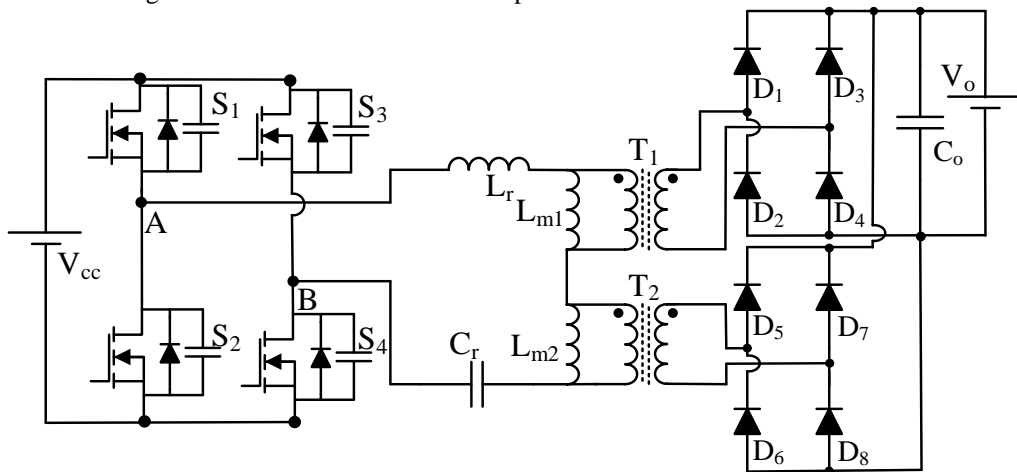 S₁
S₃
A
V꜀꜀
B
S₂
S₄
Lᵣ
Lₘ₁
Lₘ₂
Cᵣ
T₁
T₂
D₁
D₃
D₂
D₄
D₅
D₇
D₆
D₈
Vₒ
Cₒ